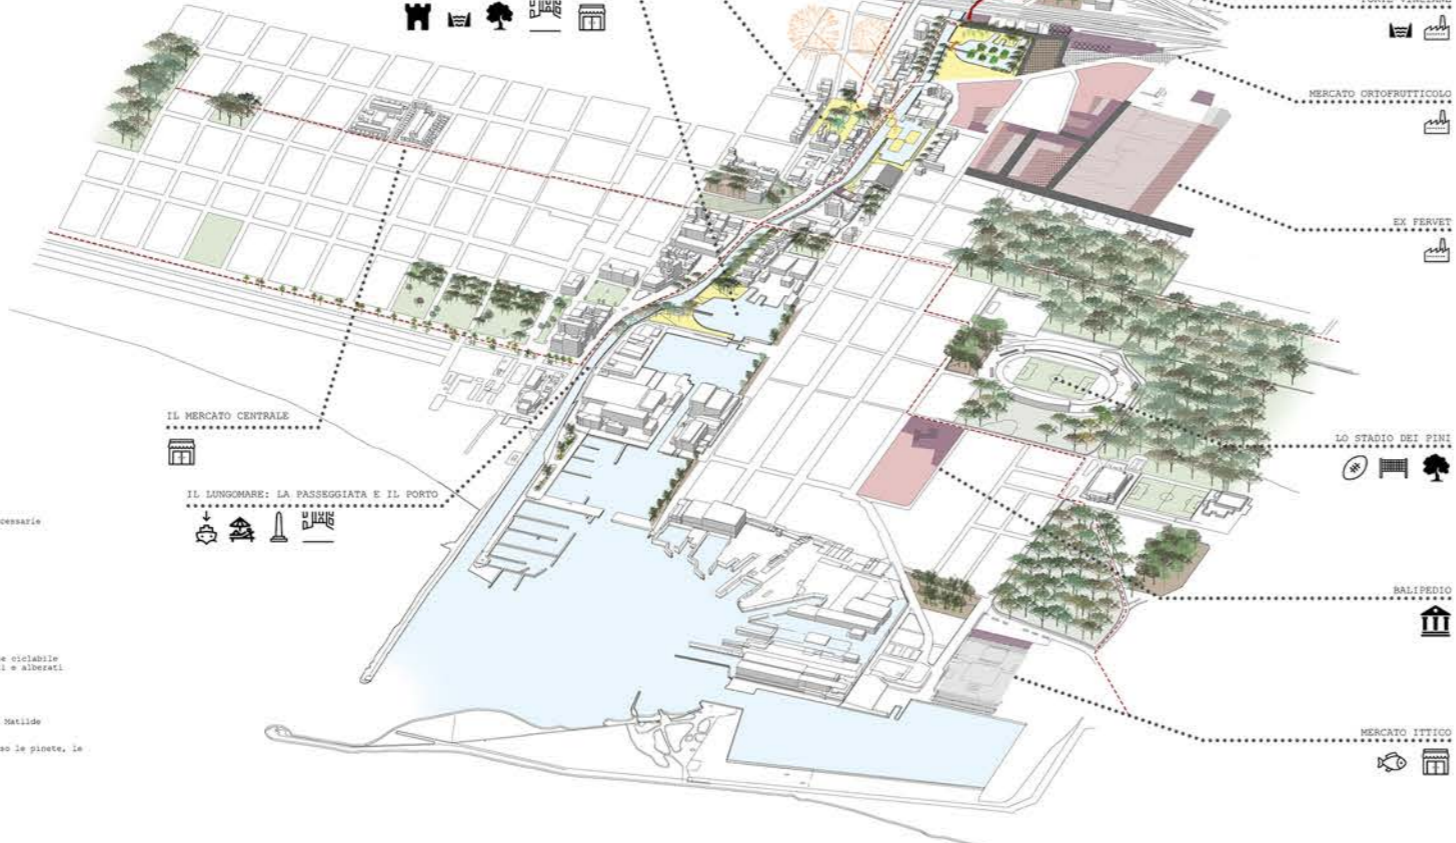 MERCATO ORTOFRUTTICOLO
EX FERVET
IL MERCATO CENTRALE
LO STADIO DEI PINI
IL LUNGOMARE: LA PASSEGGIATA E IL PORTO
BALIPEDIO
e ciclabile
i e alberati
Matilde
so le pinete, le
MERCATO ITTICO